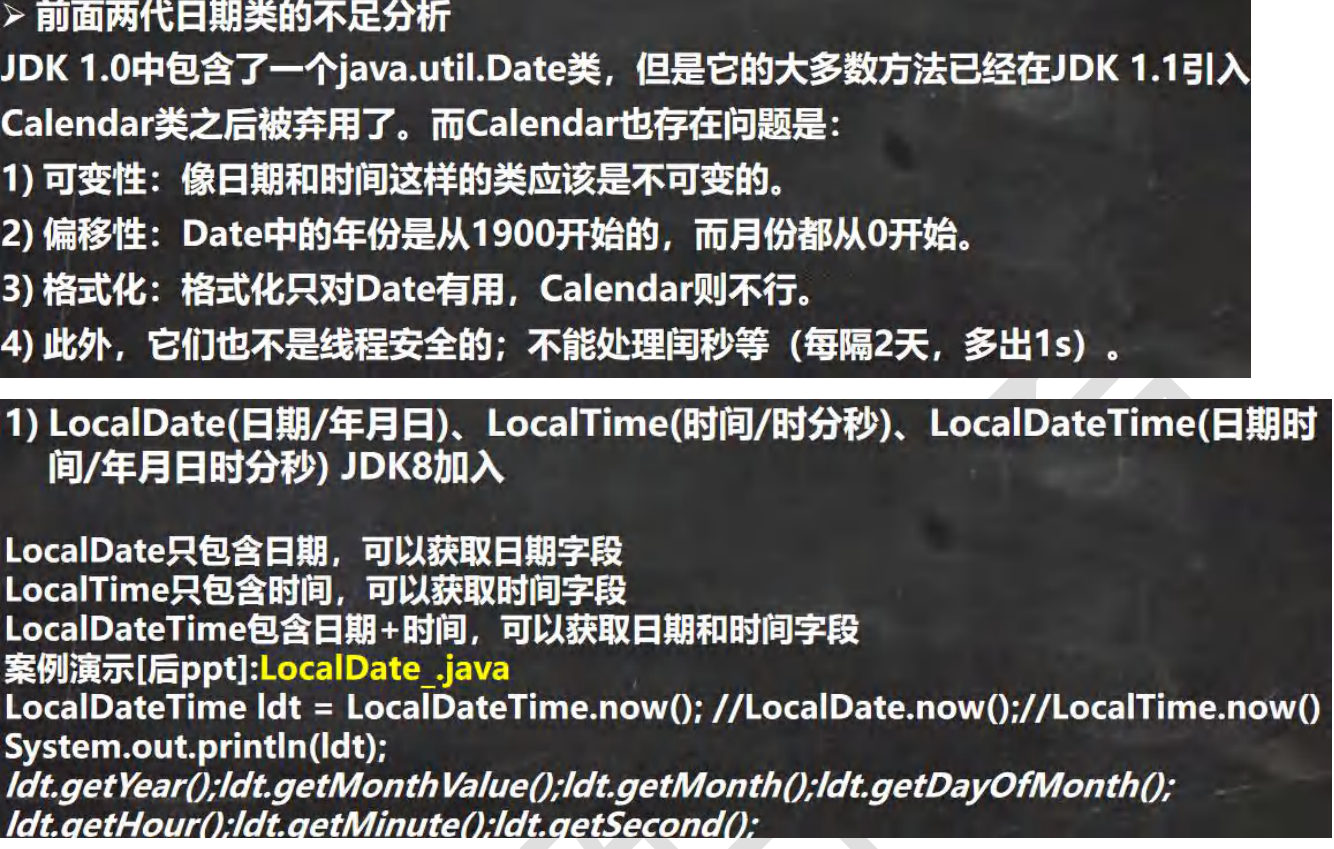 ➢ 前面两代日期类的不足分析
JDK 1.0中包含了一个java.util.Date类，但是它的大多数方法已经在JDK 1.1引入
Calendar类之后被弃用了。而Calendar也存在问题是：
1) 可变性：像日期和时间这样的类应该是不可变的。
2) 偏移性：Date中的年份是从1900开始的，而月份都从0开始。
3) 格式化：格式化只对Date有用，Calendar则不行。
4) 此外，它们也不是线程安全的；不能处理闰秒等（每隔2天，多出1s）。
1) LocalDate(日期/年月日)、LocalTime(时间/时分秒)、LocalDateTime(日期时
间/年月日时分秒) JDK8加入
LocalDate只包含日期，可以获取日期字段
LocalTime只包含时间，可以获取时间字段
LocalDateTime包含日期+时间，可以获取日期和时间字段
案例演示[后ppt]:LocalDate_.java
LocalDateTime ldt = LocalDateTime.now(); //LocalDate.now();//LocalTime.now()
System.out.println(ldt);
ldt.getYear();ldt.getMonthValue();ldt.getMonth();ldt.getDayOfMonth();
ldt.getHour();ldt.getMinute();ldt.getSecond();